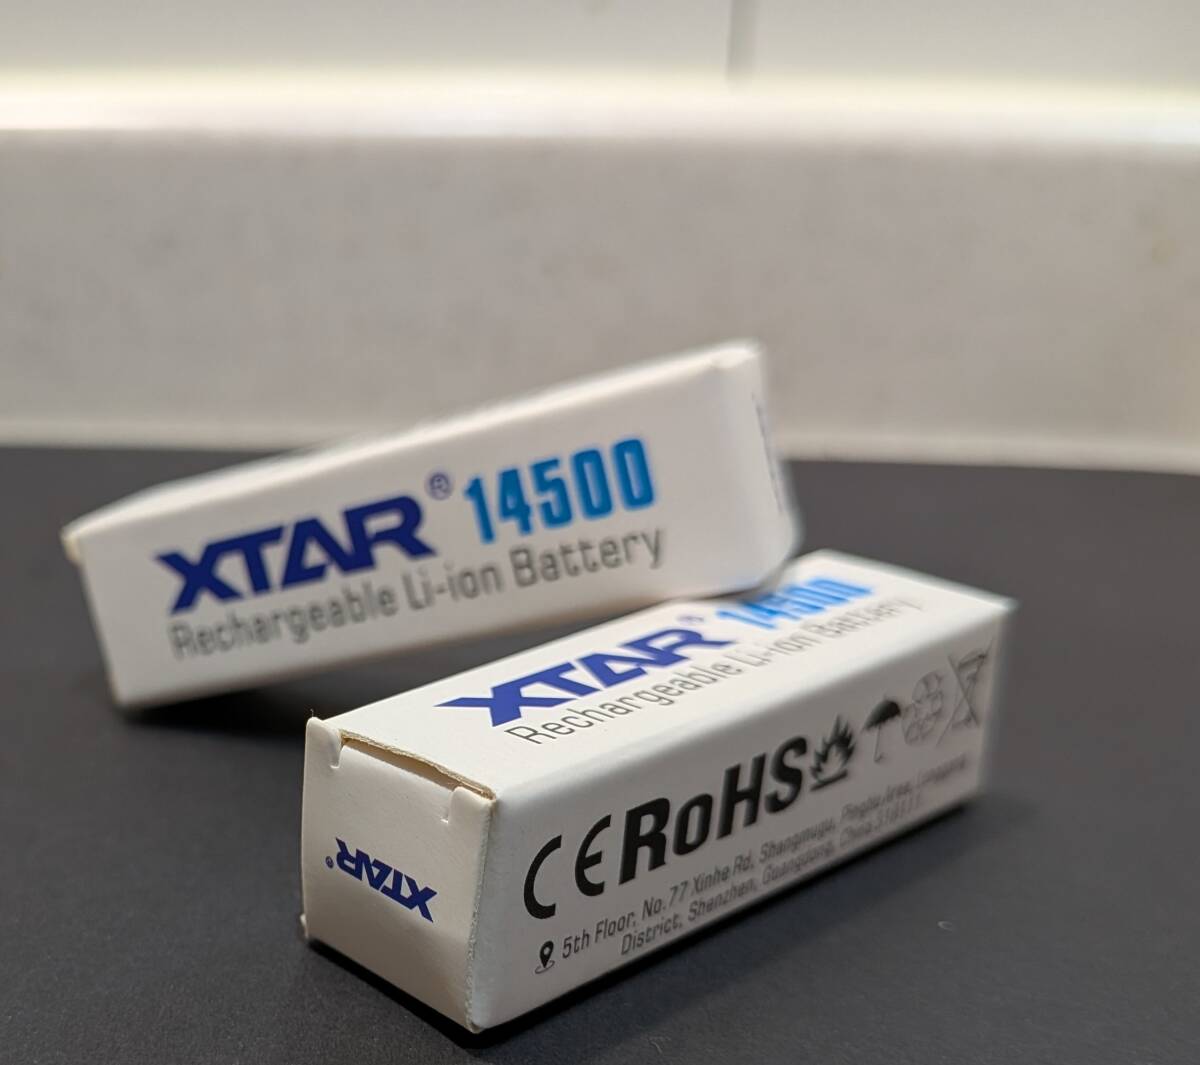 XTAR® 14500
Rechargeable Li-ion Battery
XTAR® 14500
Rechargeable Li-ion Battery
CE RoHS
5th Floor, No.77 Xinhe Rd, Shangmugu, Pinghu Area, Longgang
District, Shenzhen, Guangdong, China 518111
XTAR®